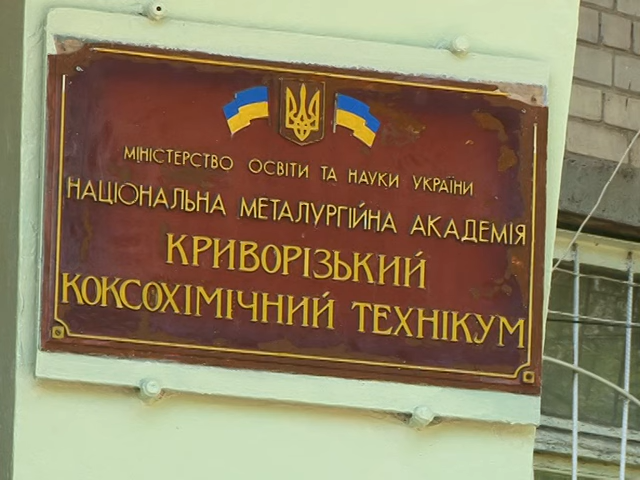 МІНІСТЕРСТВО ОСВІТИ ТА НАУКИ УКРАЇНИ
НАЦІОНАЛЬНА МЕТАЛУРГІЙНА АКАДЕМІЯ
КРИВОРІЗЬКИЙ
КОКСОХІМІЧНИЙ ТЕХНІКУМ